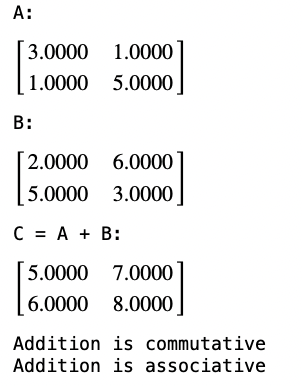 A:
3.0000 1.0000
1.0000 5.0000
B:
2.0000 6.0000
5.0000 3.0000
C = A + B:
5.0000 7.0000
6.0000 8.0000
Addition is commutative
Addition is associative